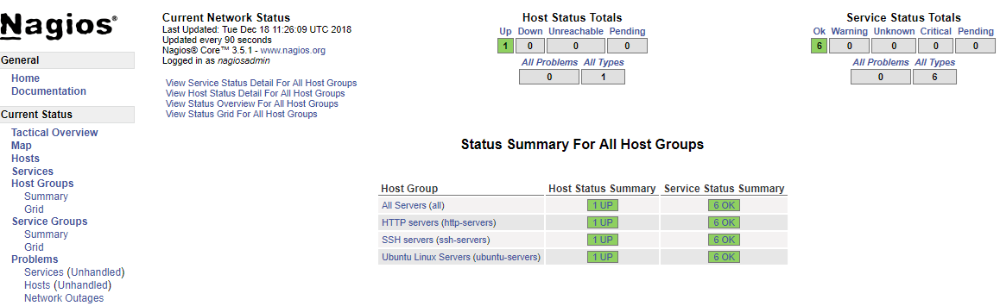 Nagios®
General
Home
Documentation
Current Status
Tactical Overview
Map
Hosts
Services
Host Groups
Summary
Grid
Service Groups
Summary
Grid
Problems
Services (Unhandled)
Hosts (Unhandled)
Network Outages
Current Network Status
Last Updated: Tue Dec 18 11:26:09 UTC 2018
Updated every 90 seconds
Nagios® Core™ 3.5.1 - www.nagios.org
Logged in as nagiosadmin
View Service Status Detail For All Host Groups
View Host Status Detail For All Host Groups
View Status Overview For All Host Groups
View Status Grid For All Host Groups
Host Status Totals
Up Down Unreachable Pending
1 0 0 0
All Problems All Types
0 1
Service Status Totals
Ok Warning Unknown Critical Pending
6 0 0 0 0
All Problems All Types
0 6
Status Summary For All Host Groups
Host Group Host Status Summary Service Status Summary
All Servers (all) 1 UP 6 OK
HTTP servers (http-servers) 1 UP 6 OK
SSH servers (ssh-servers) 1 UP 6 OK
Ubuntu Linux Servers (ubuntu-servers) 1 UP 6 OK